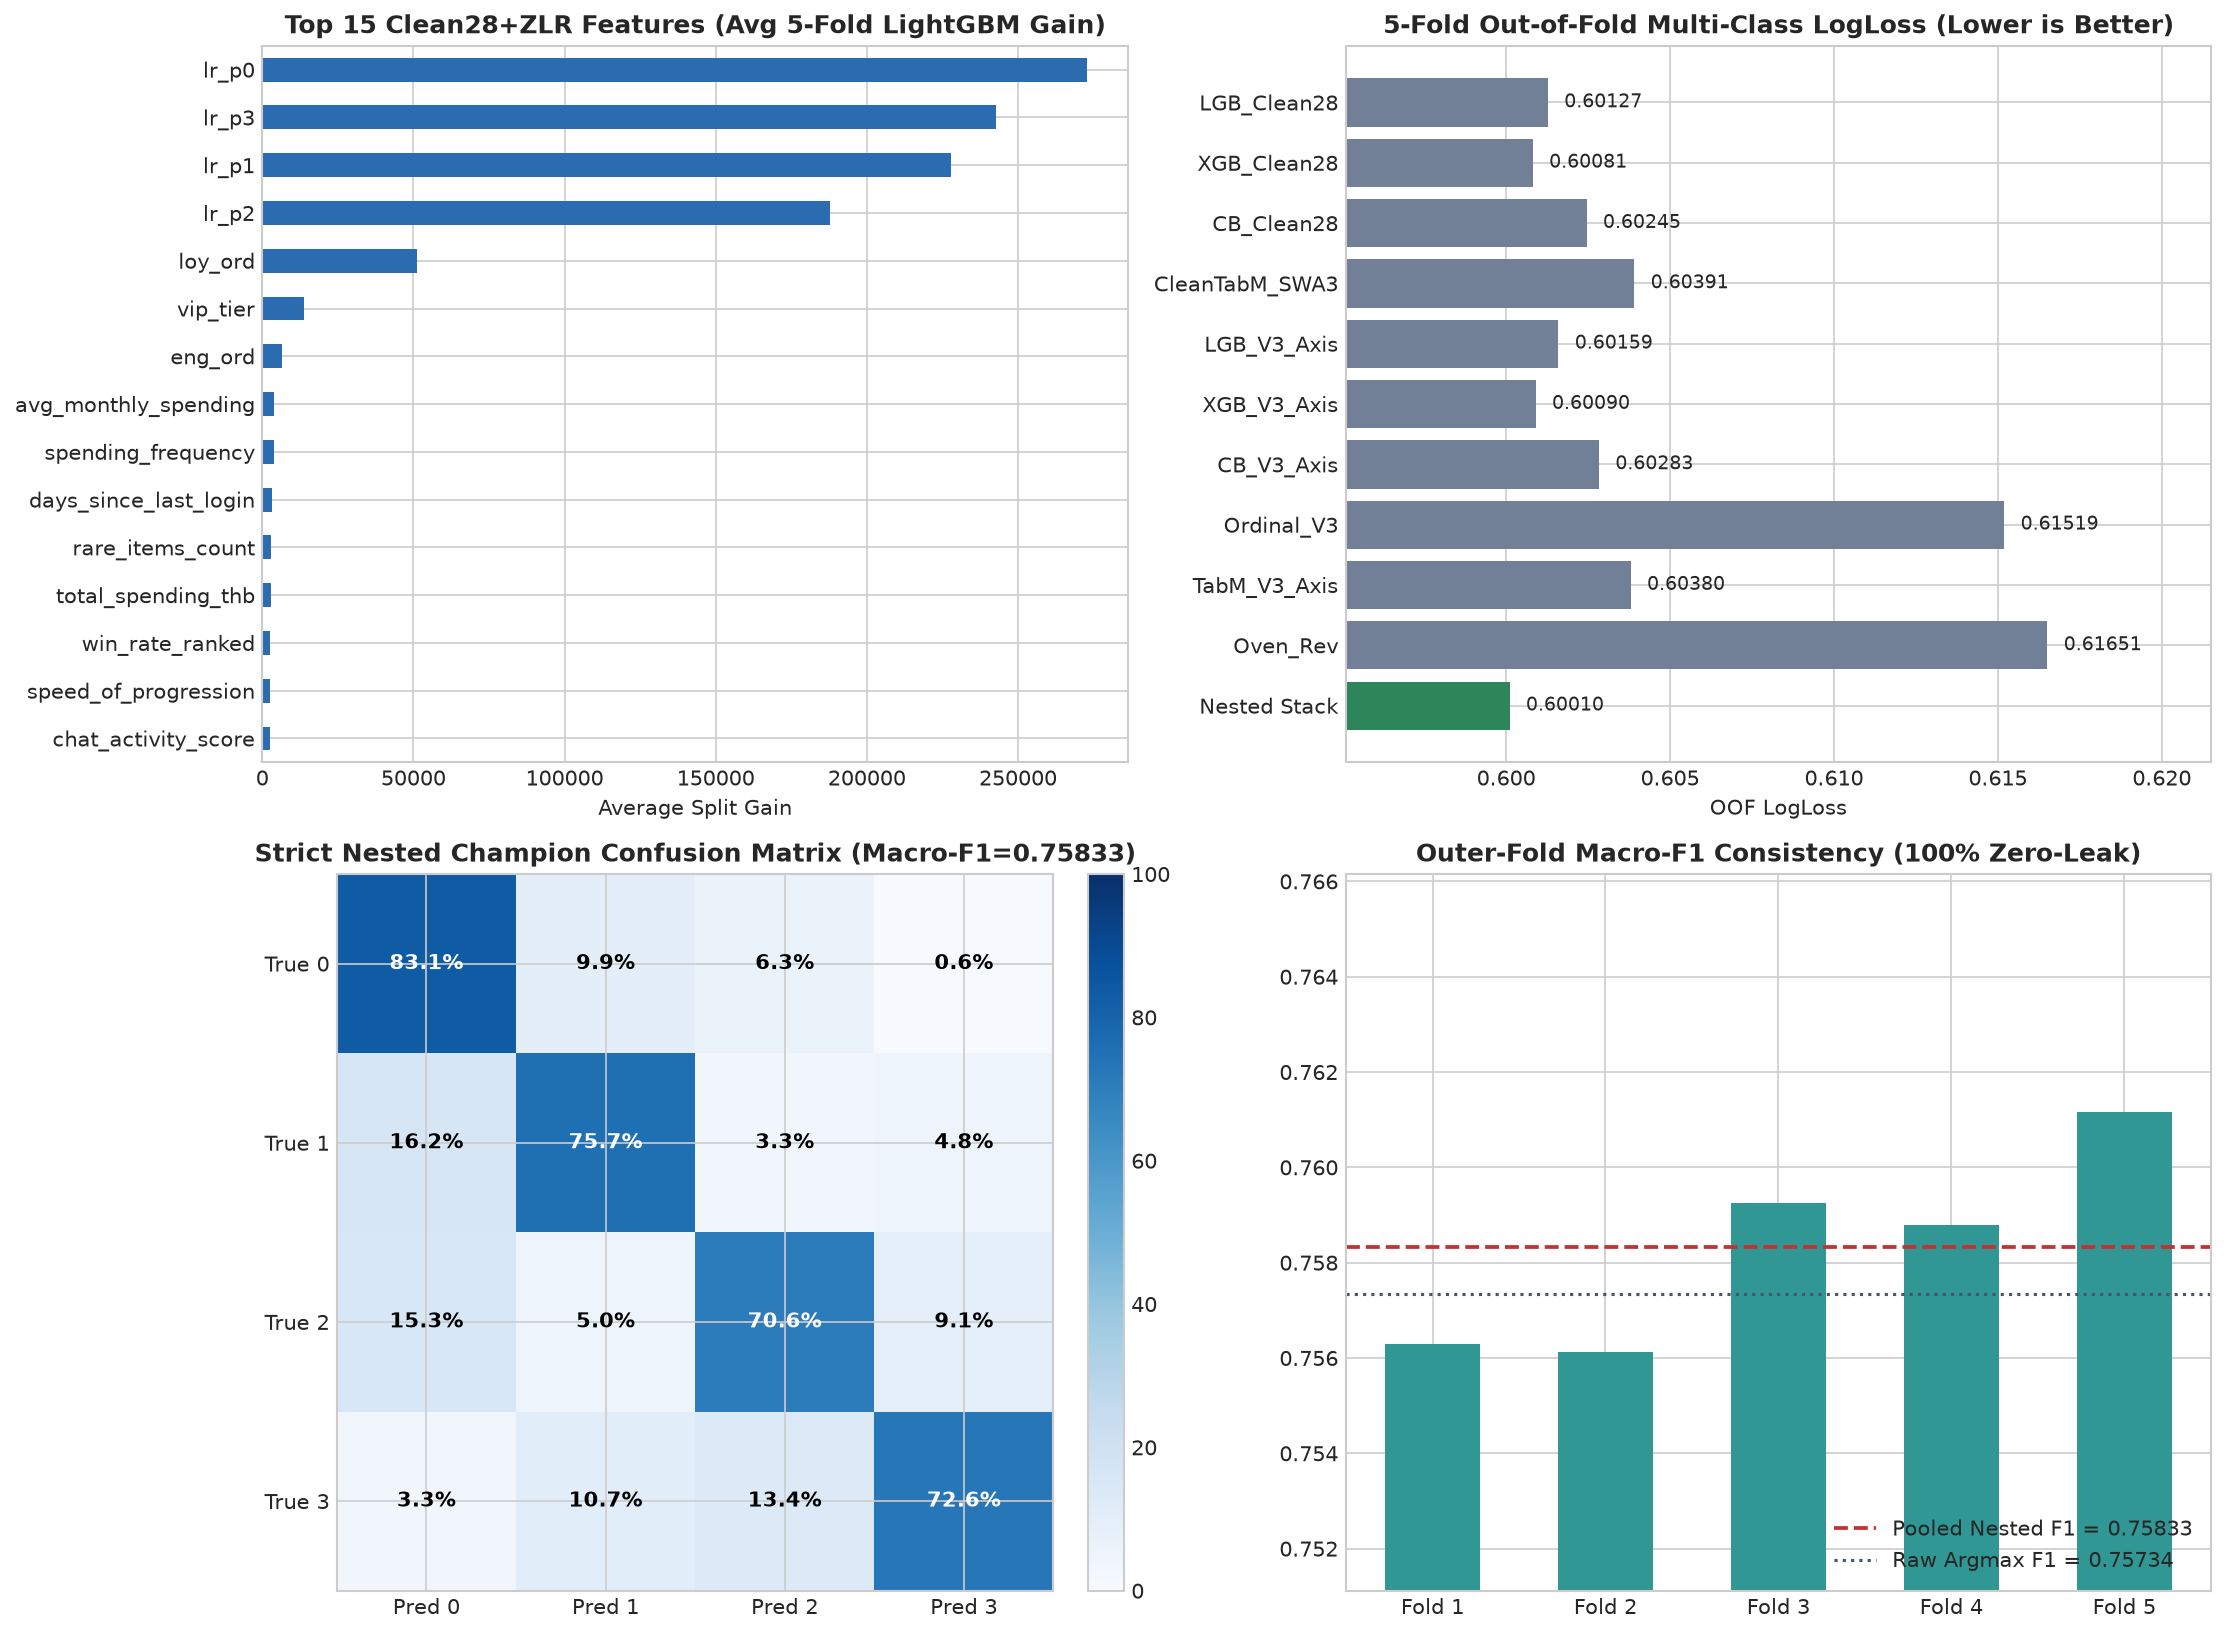 Top 15 Clean28+ZLR Features (Avg 5-Fold LightGBM Gain)
lr_p0
lr_p3
lr_p1
lr_p2
loy_ord
vip_tier
eng_ord
avg_monthly_spending
spending_frequency
days_since_last_login
rare_items_count
total_spending_thb
win_rate_ranked
speed_of_progression
chat_activity_score
0 50000 100000 150000 200000 250000
Average Split Gain
5-Fold Out-of-Fold Multi-Class LogLoss (Lower is Better)
LGB_Clean28 0.60127
XGB_Clean28 0.60081
CB_Clean28 0.60245
CleanTabM_SWA3 0.60391
LGB_V3_Axis 0.60159
XGB_V3_Axis 0.60090
CB_V3_Axis 0.60283
Ordinal_V3 0.61519
TabM_V3_Axis 0.60380
Oven_Rev 0.61651
Nested Stack 0.60010
0.600 0.605 0.610 0.615 0.620
OOF LogLoss
Strict Nested Champion Confusion Matrix (Macro-F1=0.75833)
True 0 83.1% 9.9% 6.3% 0.6%
True 1 16.2% 75.7% 3.3% 4.8%
True 2 15.3% 5.0% 70.6% 9.1%
True 3 3.3% 10.7% 13.4% 72.6%
Pred 0 Pred 1 Pred 2 Pred 3
100
80
60
40
20
0
Outer-Fold Macro-F1 Consistency (100% Zero-Leak)
0.766
0.764
0.762
0.760
0.758
0.756
0.754
0.752
Pooled Nested F1 = 0.75833
Raw Argmax F1 = 0.75734
Fold 1 Fold 2 Fold 3 Fold 4 Fold 5